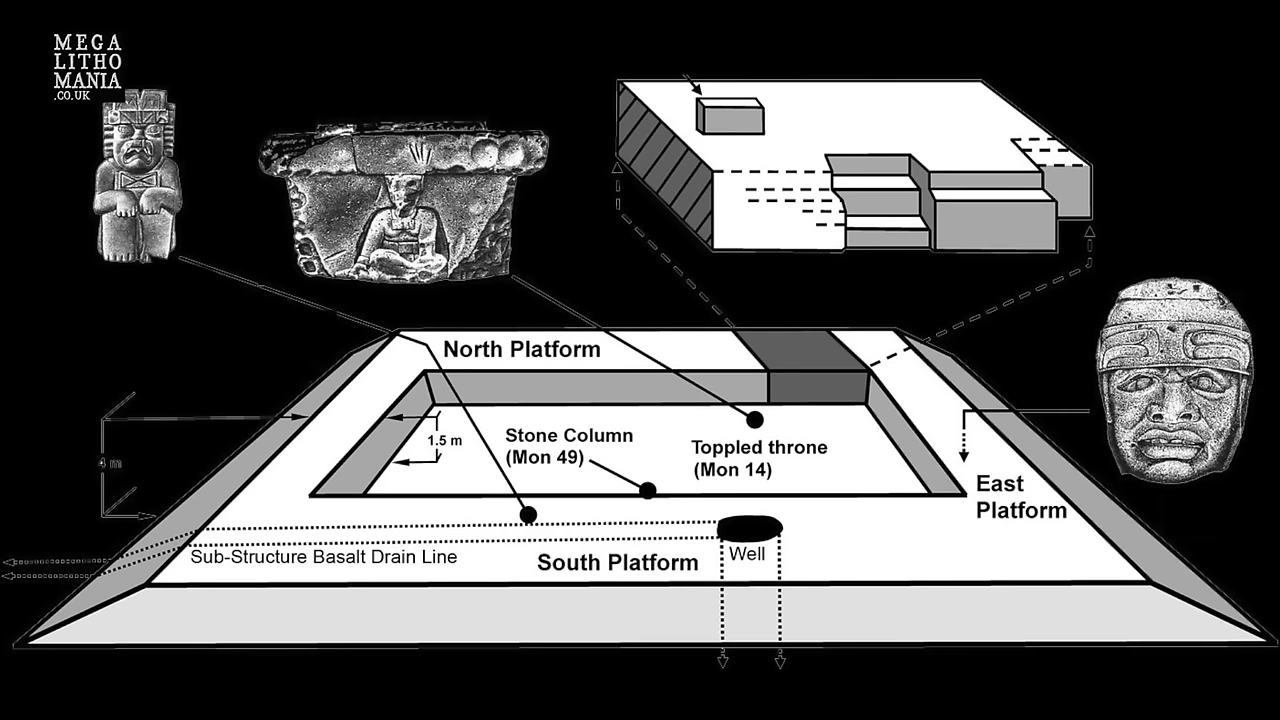 MEGA
LITHO
MANIA
.CO.UK
North Platform
Stone Column
(Mon 49)
Toppled throne
(Mon 14)
1.5 m
4 m
East
Platform
Sub-Structure Basalt Drain Line
South Platform
Well